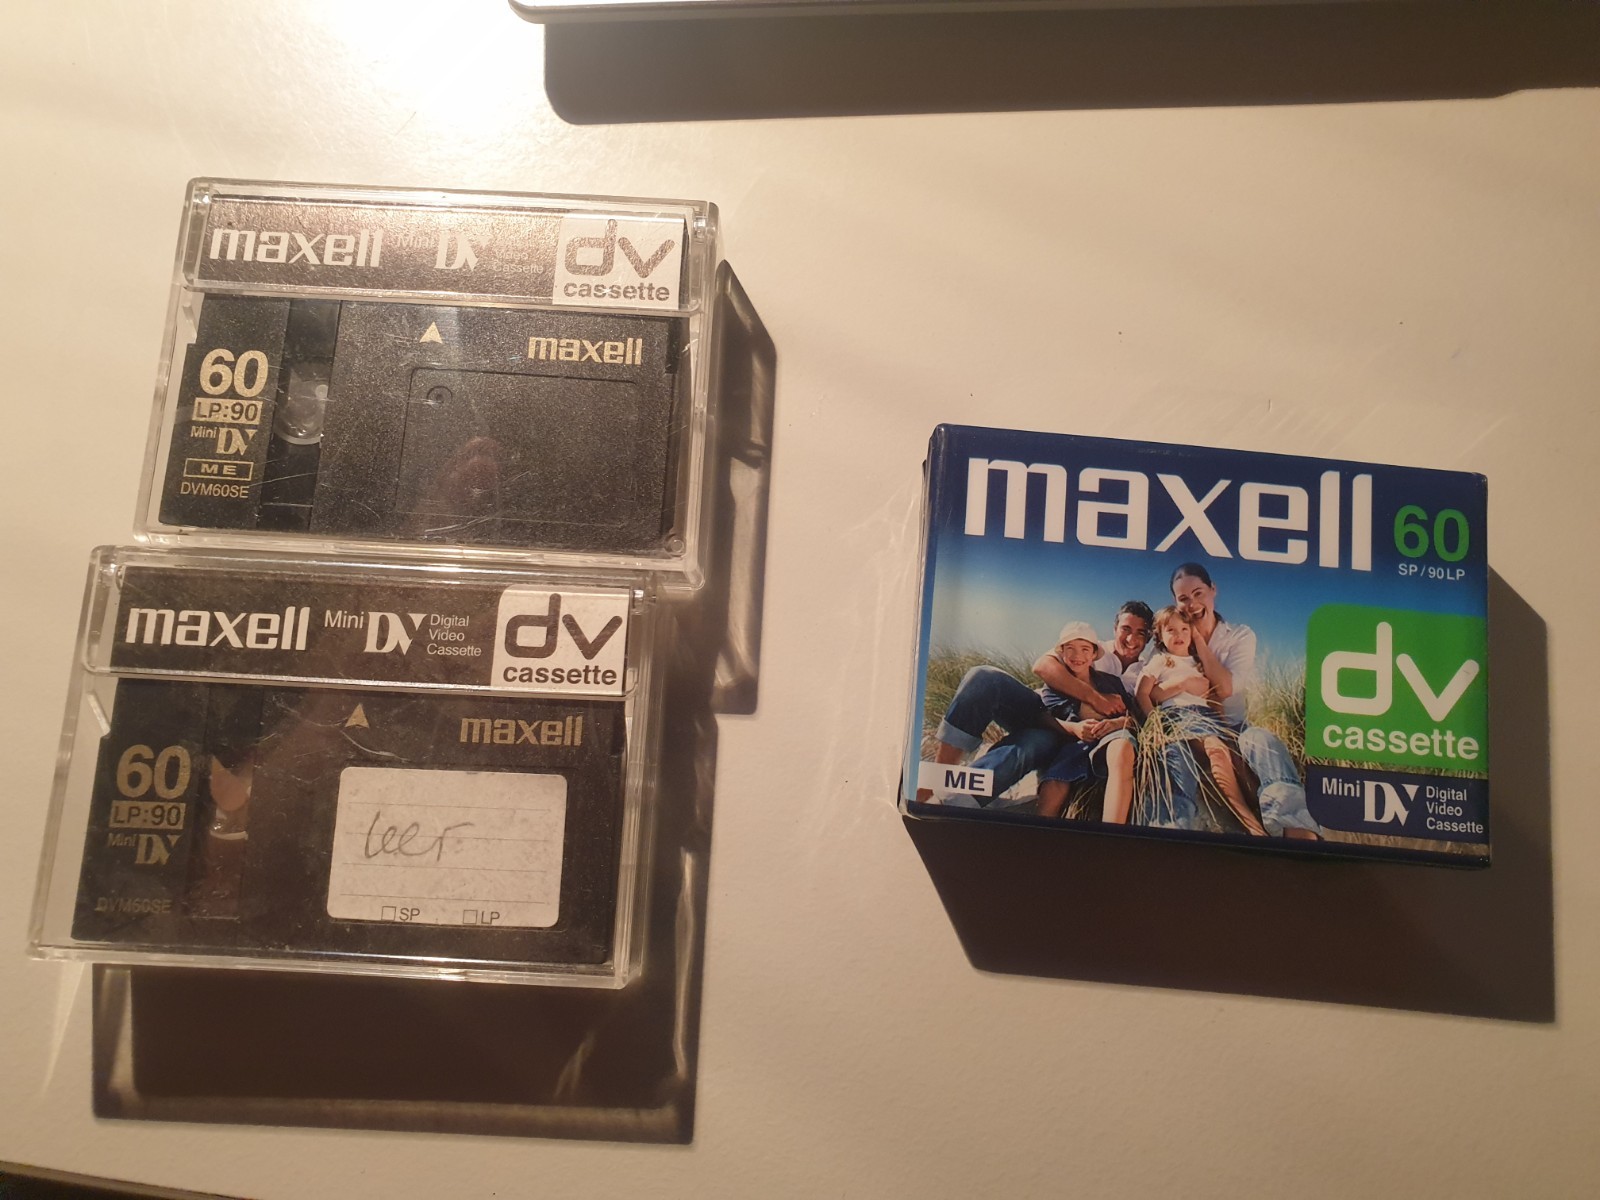 maxell Mini DV Digital Video Cassette dv cassette
maxell
60
LP:90
Mini DV
ME
DVM60SE
maxell Mini DV Digital Video Cassette dv cassette
maxell
60
LP:90
Mini DV
DVM60SE
leer
SP LP
maxell 60
SP/90LP
dv
cassette
ME
Mini DV Digital Video Cassette